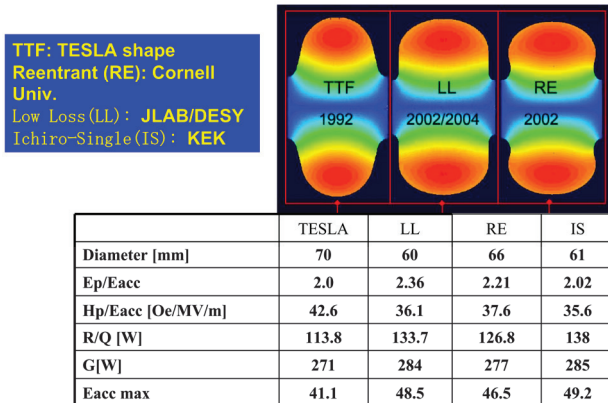 TTF: TESLA shape
Reentrant (RE): Cornell
Univ.
Low Loss(LL): JLAB/DESY
Ichiro-Single(IS): KEK
TTF LL RE
1992 2002/2004 2002
TESLA LL RE IS
Diameter [mm] 70 60 66 61
Ep/Eacc 2.0 2.36 2.21 2.02
Hp/Eacc [Oe/MV/m] 42.6 36.1 37.6 35.6
R/Q [W] 113.8 133.7 126.8 138
G[W] 271 284 277 285
Eacc max 41.1 48.5 46.5 49.2